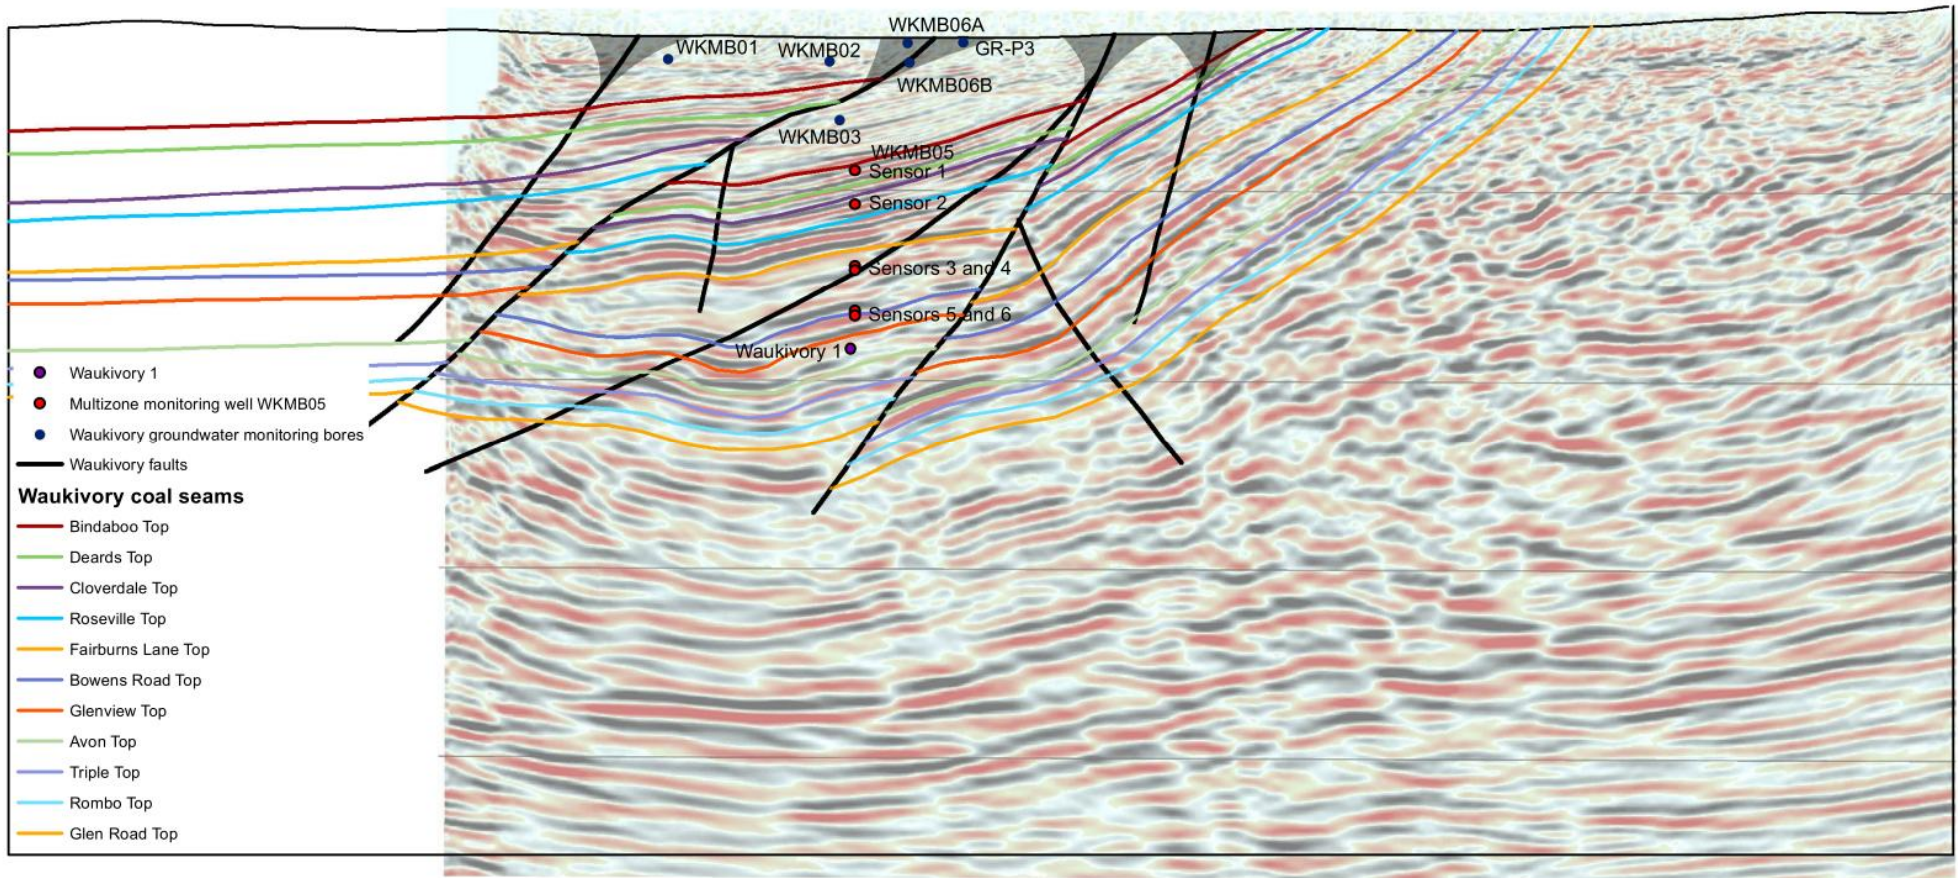 WKMB06A
WKMB01
WKMB02
GR-P3
WKMB06B
WKMB03
WKMB05
Sensor 1
Sensor 2
Sensors 3 and 4
Sensors 5 and 6
Waukivory 1
Waukivory 1
Multizone monitoring well WKMB05
Waukivory groundwater monitoring bores
Waukivory faults
Waukivory coal seams
Bindaboo Top
Deards Top
Cloverdale Top
Roseville Top
Fairburns Lane Top
Bowens Road Top
Glenview Top
Avon Top
Triple Top
Rombo Top
Glen Road Top